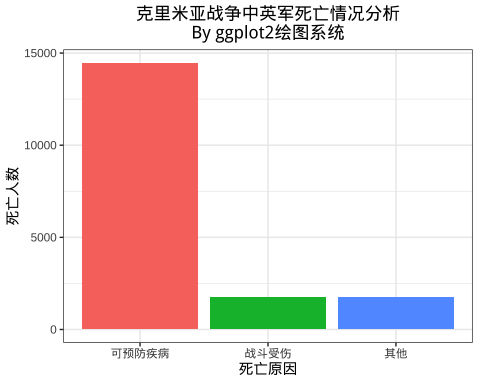 克里米亚战争中英军死亡情况分析
By ggplot2绘图系统
15000
10000
5000
0
死亡人数
可预防疾病 战斗受伤 其他
死亡原因